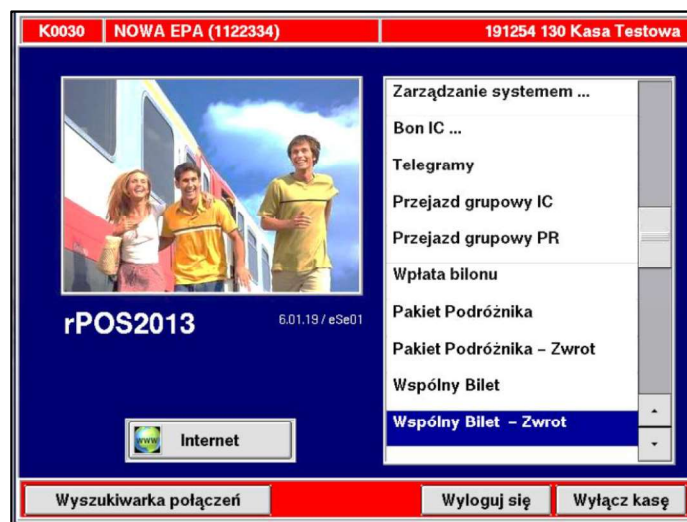 K0030 NOWA EPA (1122334) 191254 130 Kasa Testowa
Zarządzanie systemem ...
Bon IC ...
Telegramy
Przejazd grupowy IC
Przejazd grupowy PR
Wpłata bilonu
Pakiet Podróżnika
Pakiet Podróżnika – Zwrot
Wspólny Bilet
Wspólny Bilet – Zwrot
rPOS2013 6.01.19 / eSe01
www Internet
Wyszukiwarka połączeń Wyloguj się Wyłącz kasę